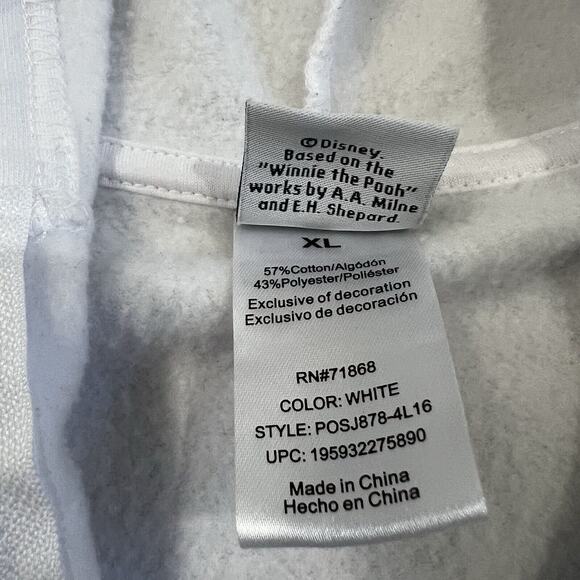 ©Disney.
Based on the
"Winnie the Pooh"
works by A.A. Milne
and E.H. Shepard.
XL
57%Cotton/Algódón
43%Polyester/Poliéster
Exclusive of decoration
Exclusivo de decoración
RN#71868
COLOR: WHITE
STYLE: POSJ878-4L16
UPC: 195932275890
Made in China
Hecho en China